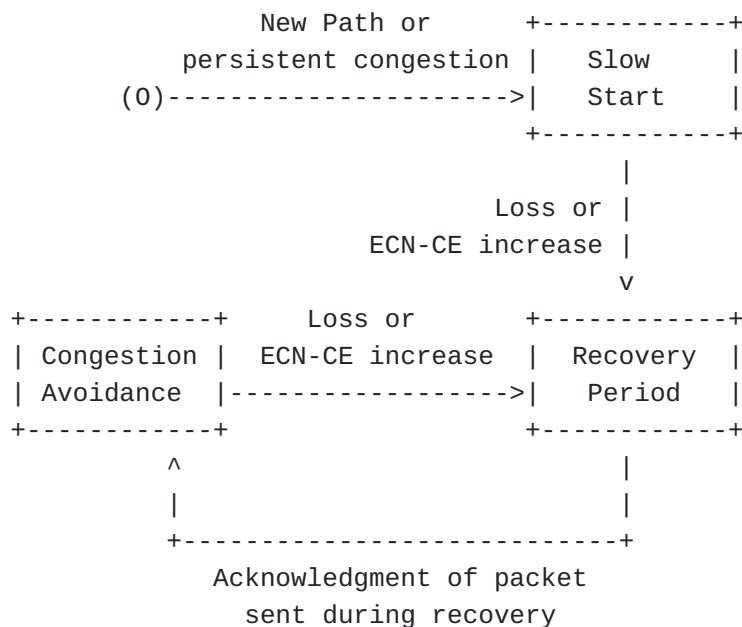 New Path or      +------------+
persistent congestion |   Slow     |
(O)---------------------->|   Start    |
+------------+
|
Loss or |
ECN-CE increase |
v
+------------+     Loss or       +------------+
| Congestion |  ECN-CE increase  |  Recovery  |
| Avoidance  |------------------>|   Period   |
+------------+                   +------------+
^                            |
|                            |
+----------------------------+
Acknowledgment of packet
sent during recovery